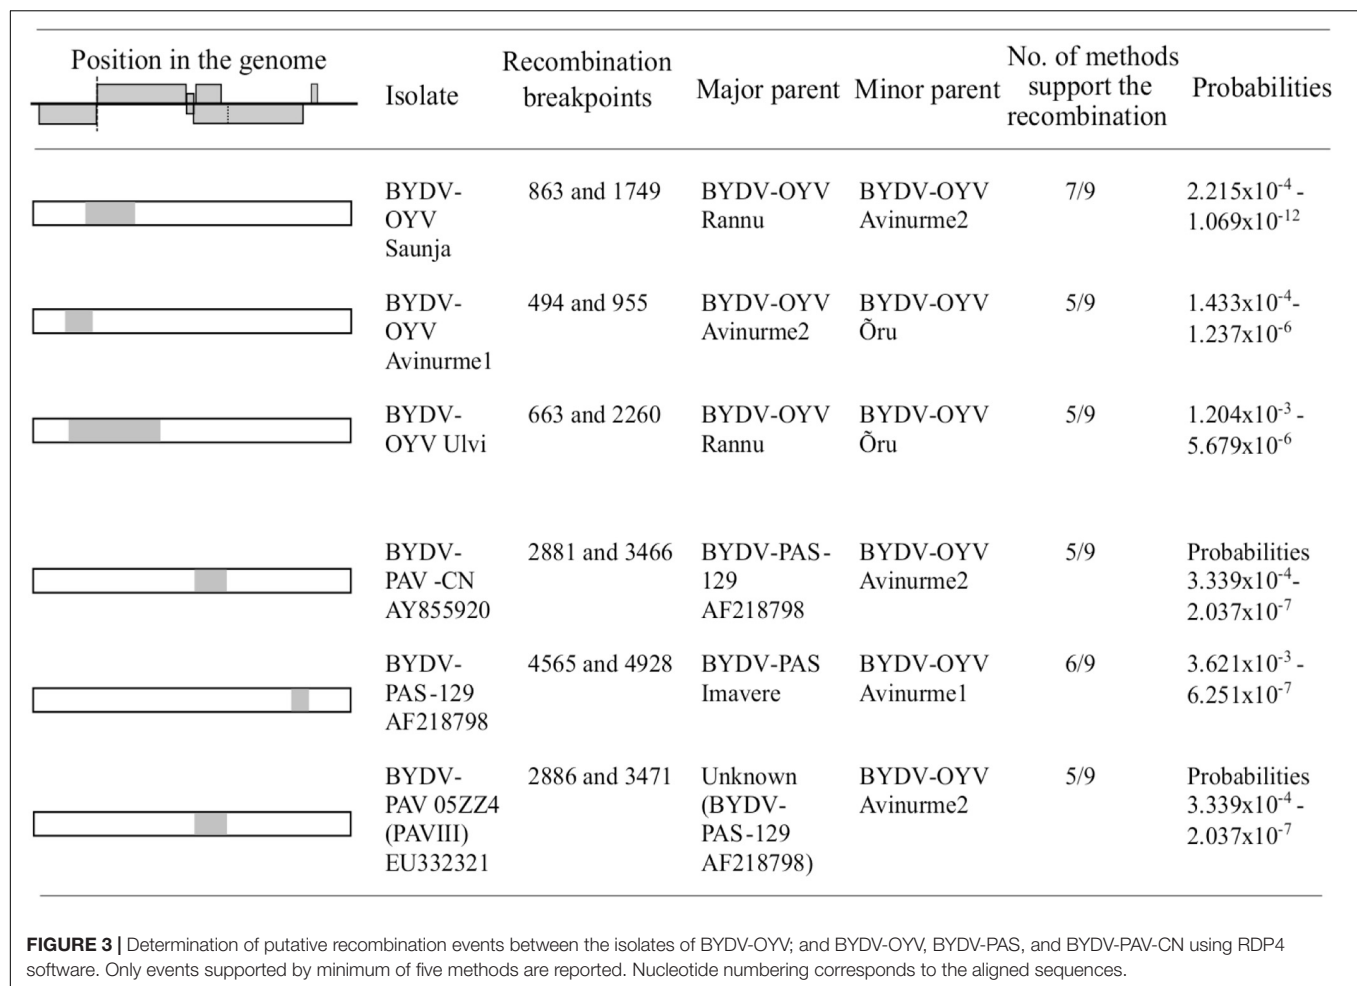 Position in the genome
Isolate
Recombination
breakpoints
Major parent
Minor parent
No. of methods
support the
recombination
Probabilities
BYDV-
OYV
Saunja
863 and 1749
BYDV-OYV
Rannu
BYDV-OYV
Avinurme2
7/9
2.215x10⁻⁴ -
1.069x10⁻¹²
BYDV-
OYV
Avinurme1
494 and 955
BYDV-OYV
Avinurme2
BYDV-OYV
Õru
5/9
1.433x10⁻⁴-
1.237x10⁻⁶
BYDV-
OYV Ulvi
663 and 2260
BYDV-OYV
Rannu
BYDV-OYV
Õru
5/9
1.204x10⁻³ -
5.679x10⁻⁶
BYDV-
PAV -CN
AY855920
2881 and 3466
BYDV-PAS-
129
AF218798
BYDV-OYV
Avinurme2
5/9
Probabilities
3.339x10⁻⁴-
2.037x10⁻⁷
BYDV-
PAS-129
AF218798
4565 and 4928
BYDV-PAS
Imavere
BYDV-OYV
Avinurme1
6/9
3.621x10⁻³ -
6.251x10⁻⁷
BYDV-
PAV 05ZZ4
(PAVIII)
EU332321
2886 and 3471
Unknown
(BYDV-
PAS-129
AF218798)
BYDV-OYV
Avinurme2
5/9
Probabilities
3.339x10⁻⁴ -
2.037x10⁻⁷
FIGURE 3 | Determination of putative recombination events between the isolates of BYDV-OYV; and BYDV-OYV, BYDV-PAS, and BYDV-PAV-CN using RDP4
software. Only events supported by minimum of five methods are reported. Nucleotide numbering corresponds to the aligned sequences.